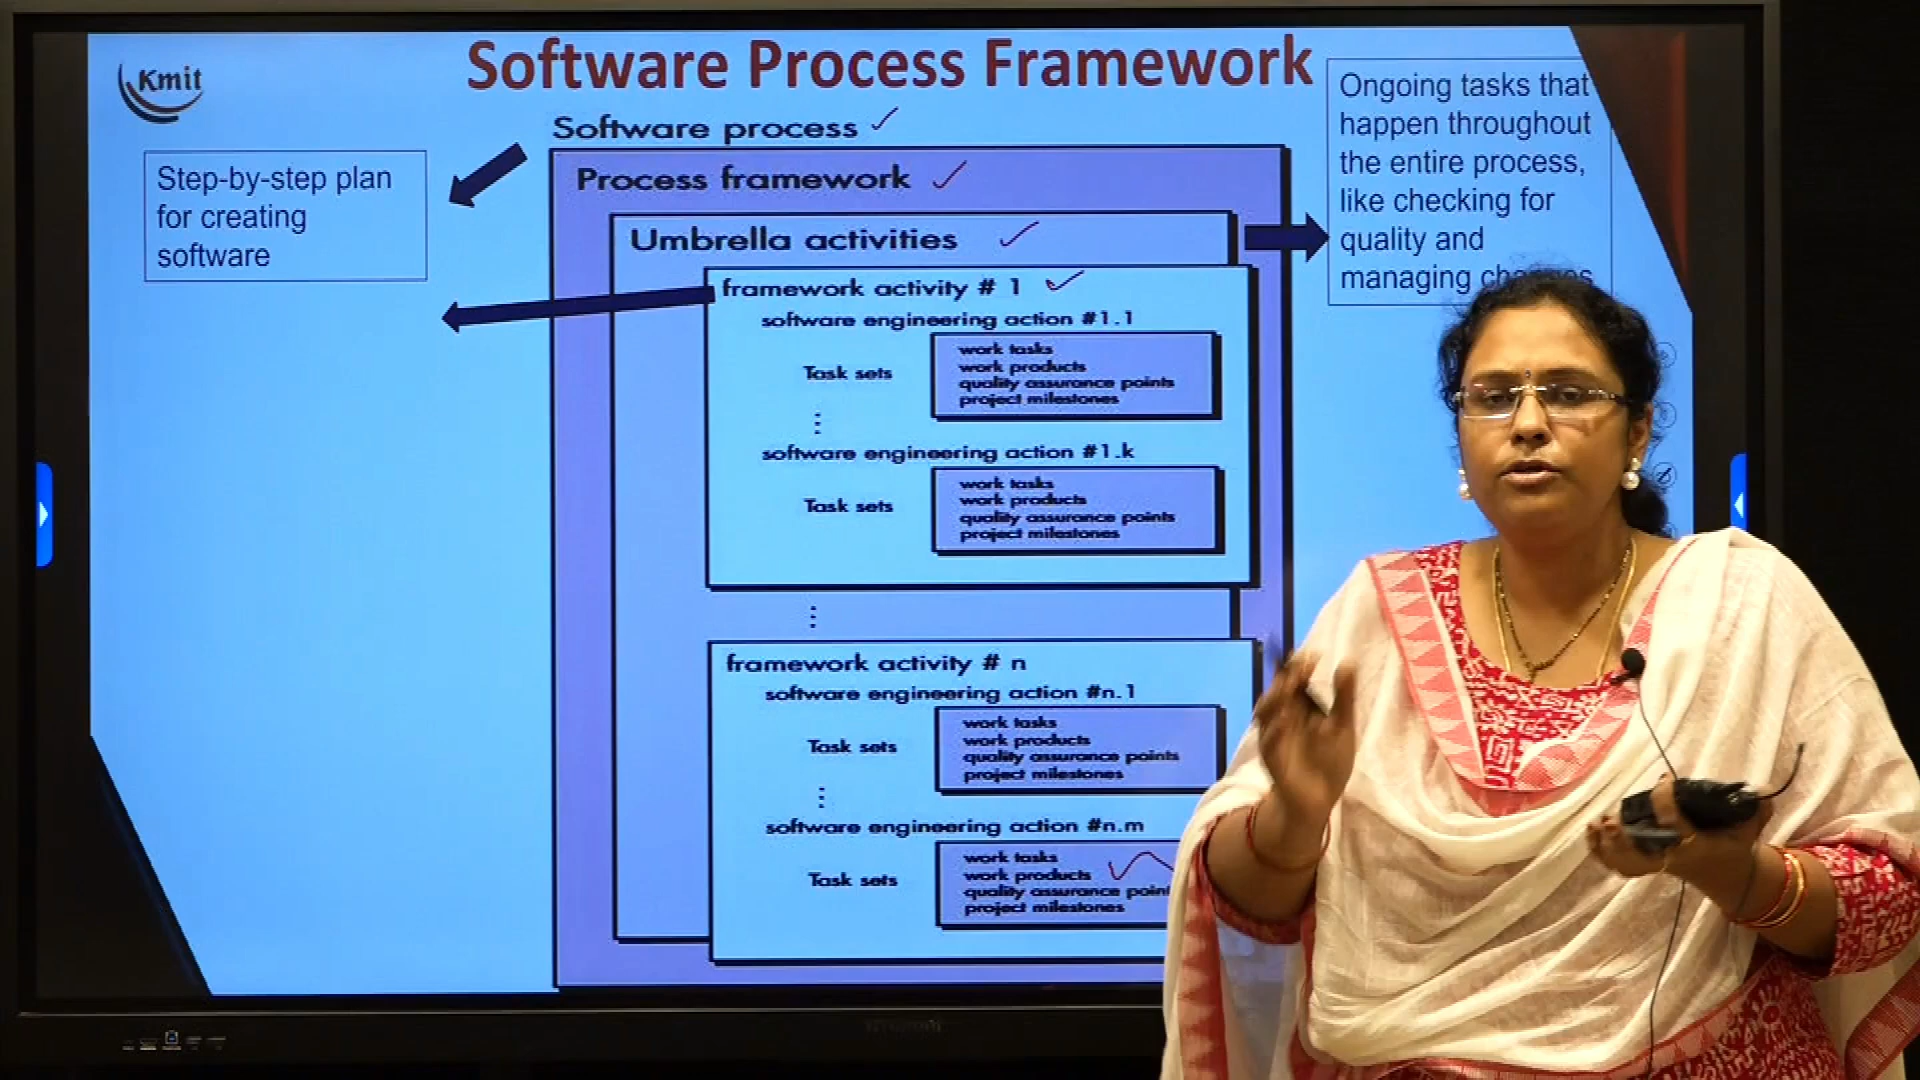 Kmit
Software Process Framework
Software process
Step-by-step plan
for creating
software
Process framework
Umbrella activities
Ongoing tasks that
happen throughout
the entire process,
like checking for
quality and
managing changes
framework activity # 1
software engineering action #1.1
Task sets
work tasks
work products
quality assurance points
project milestones
software engineering action #1.k
Task sets
work tasks
work products
quality assurance points
project milestones
framework activity # n
software engineering action #n.1
Task sets
work tasks
work products
quality assurance points
project milestones
software engineering action #n.m
Task sets
work tasks
work products
quality assurance
project milestones